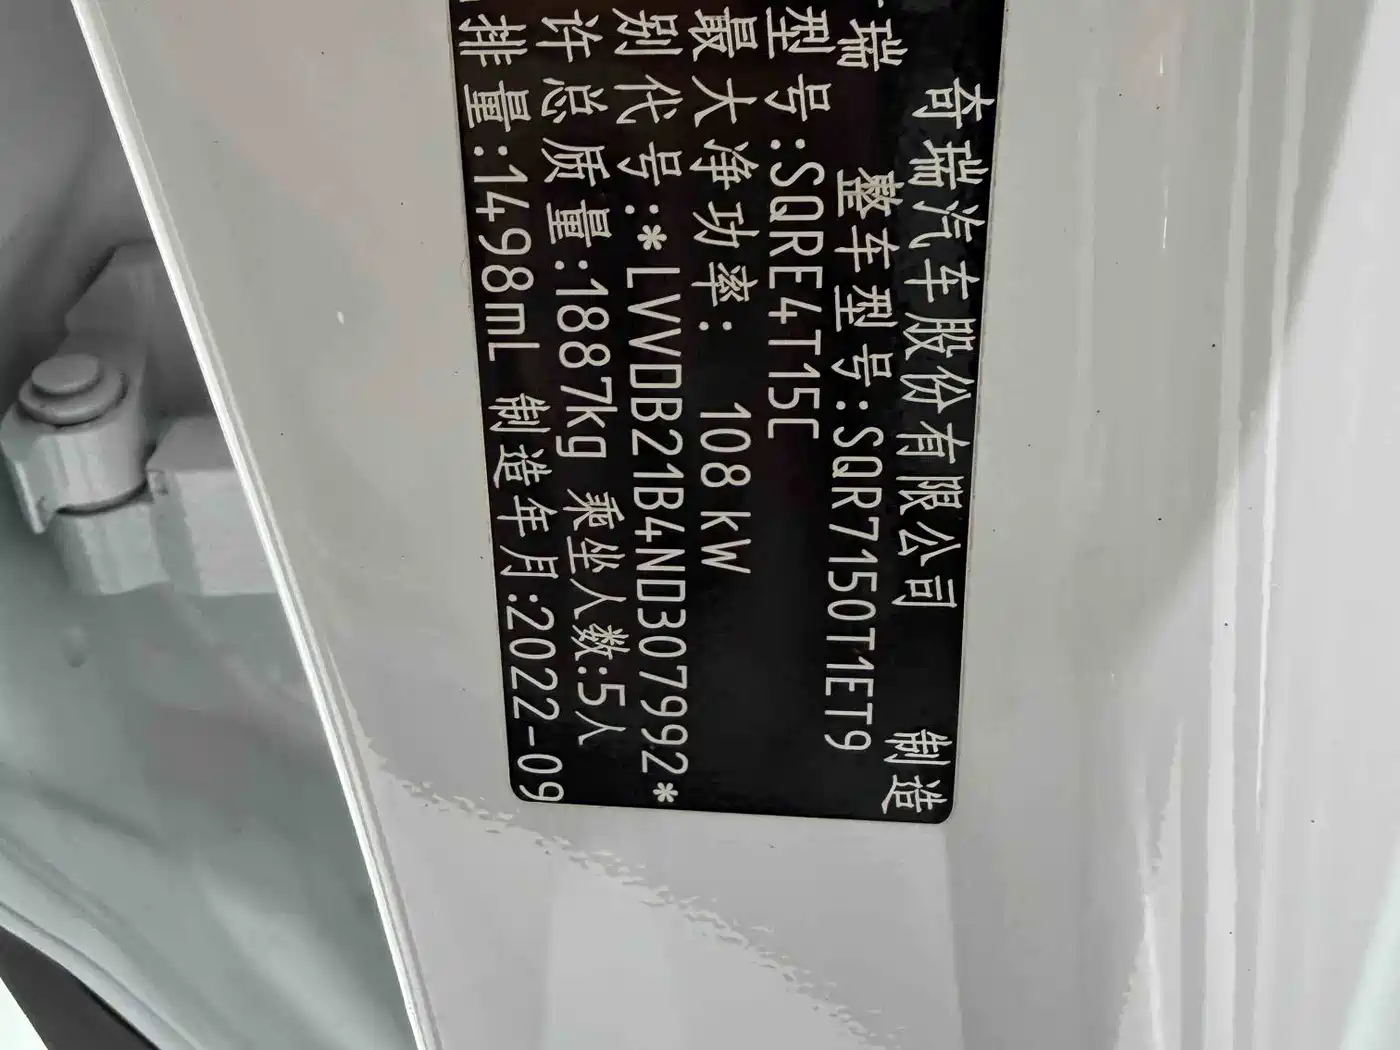 奇瑞汽车股份有限公司 制造
瑞 整车型号:SQR7150T1ET9
型号:SQRE4T15C
最大净功率: 108 kW
别代号:*LVVDB21B4ND307992*
许总质量:1887kg 乘坐人数:5人
排量:1498mL 制造年月:2022-09